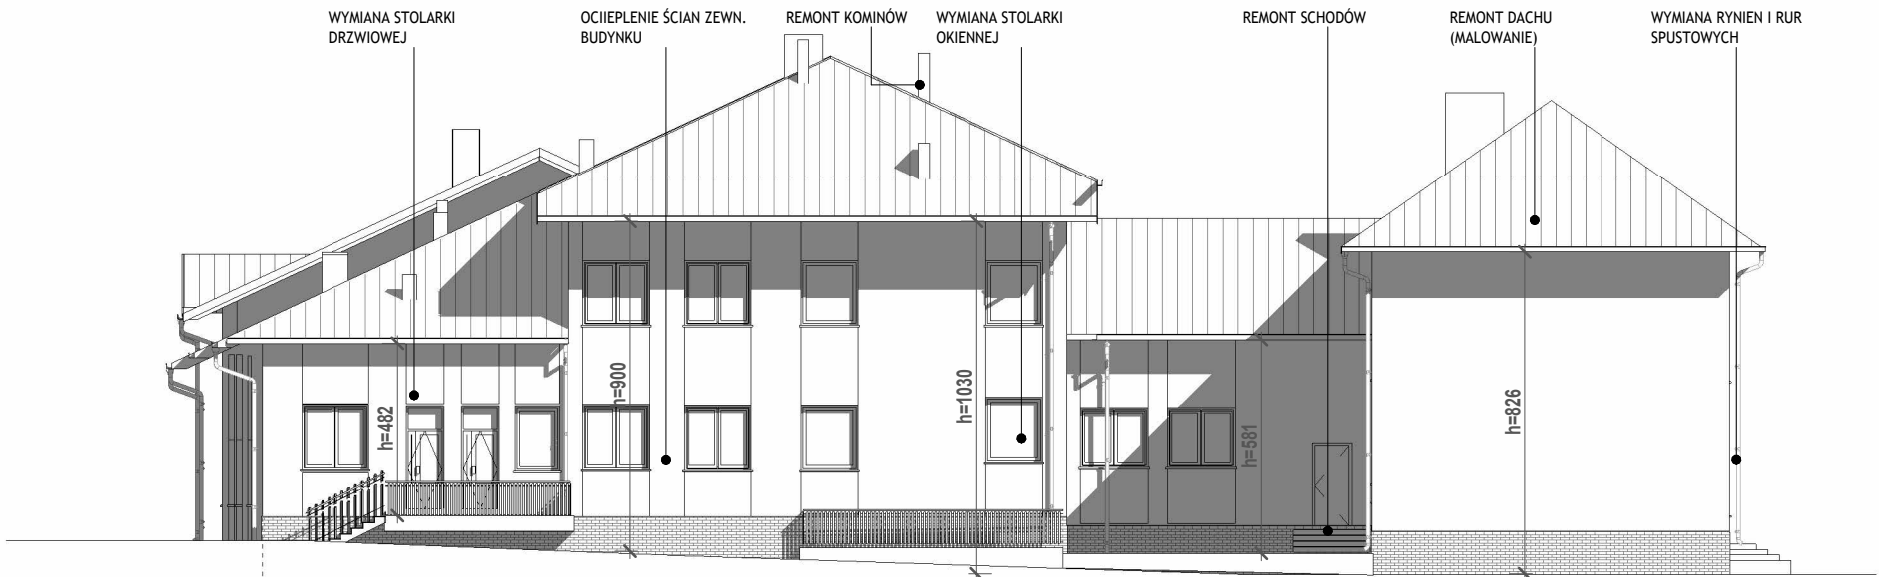 WYMIANA STOLARKI
DRZWIOWEJ
OCIIEPLENIE ŚCIAN ZEWN.
BUDYNKU
REMONT KOMINÓW
WYMIANA STOLARKI
OKIENNEJ
REMONT SCHODÓW
REMONT DACHU
(MALOWANIE)
WYMIANA RYNIEN I RUR
SPUSTOWYCH
h=482
h=900
h=1030
h=581
h=826